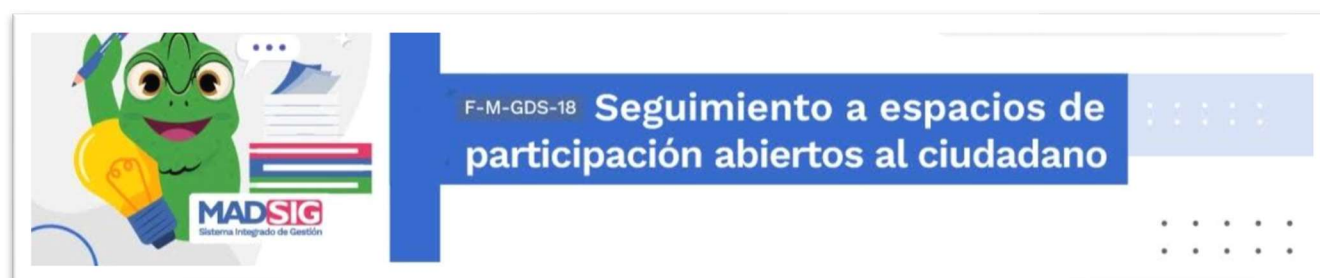 F-M-GDS-18 Seguimiento a espacios de
participación abiertos al ciudadano
MADSIG
Sistema Integrado de Gestión